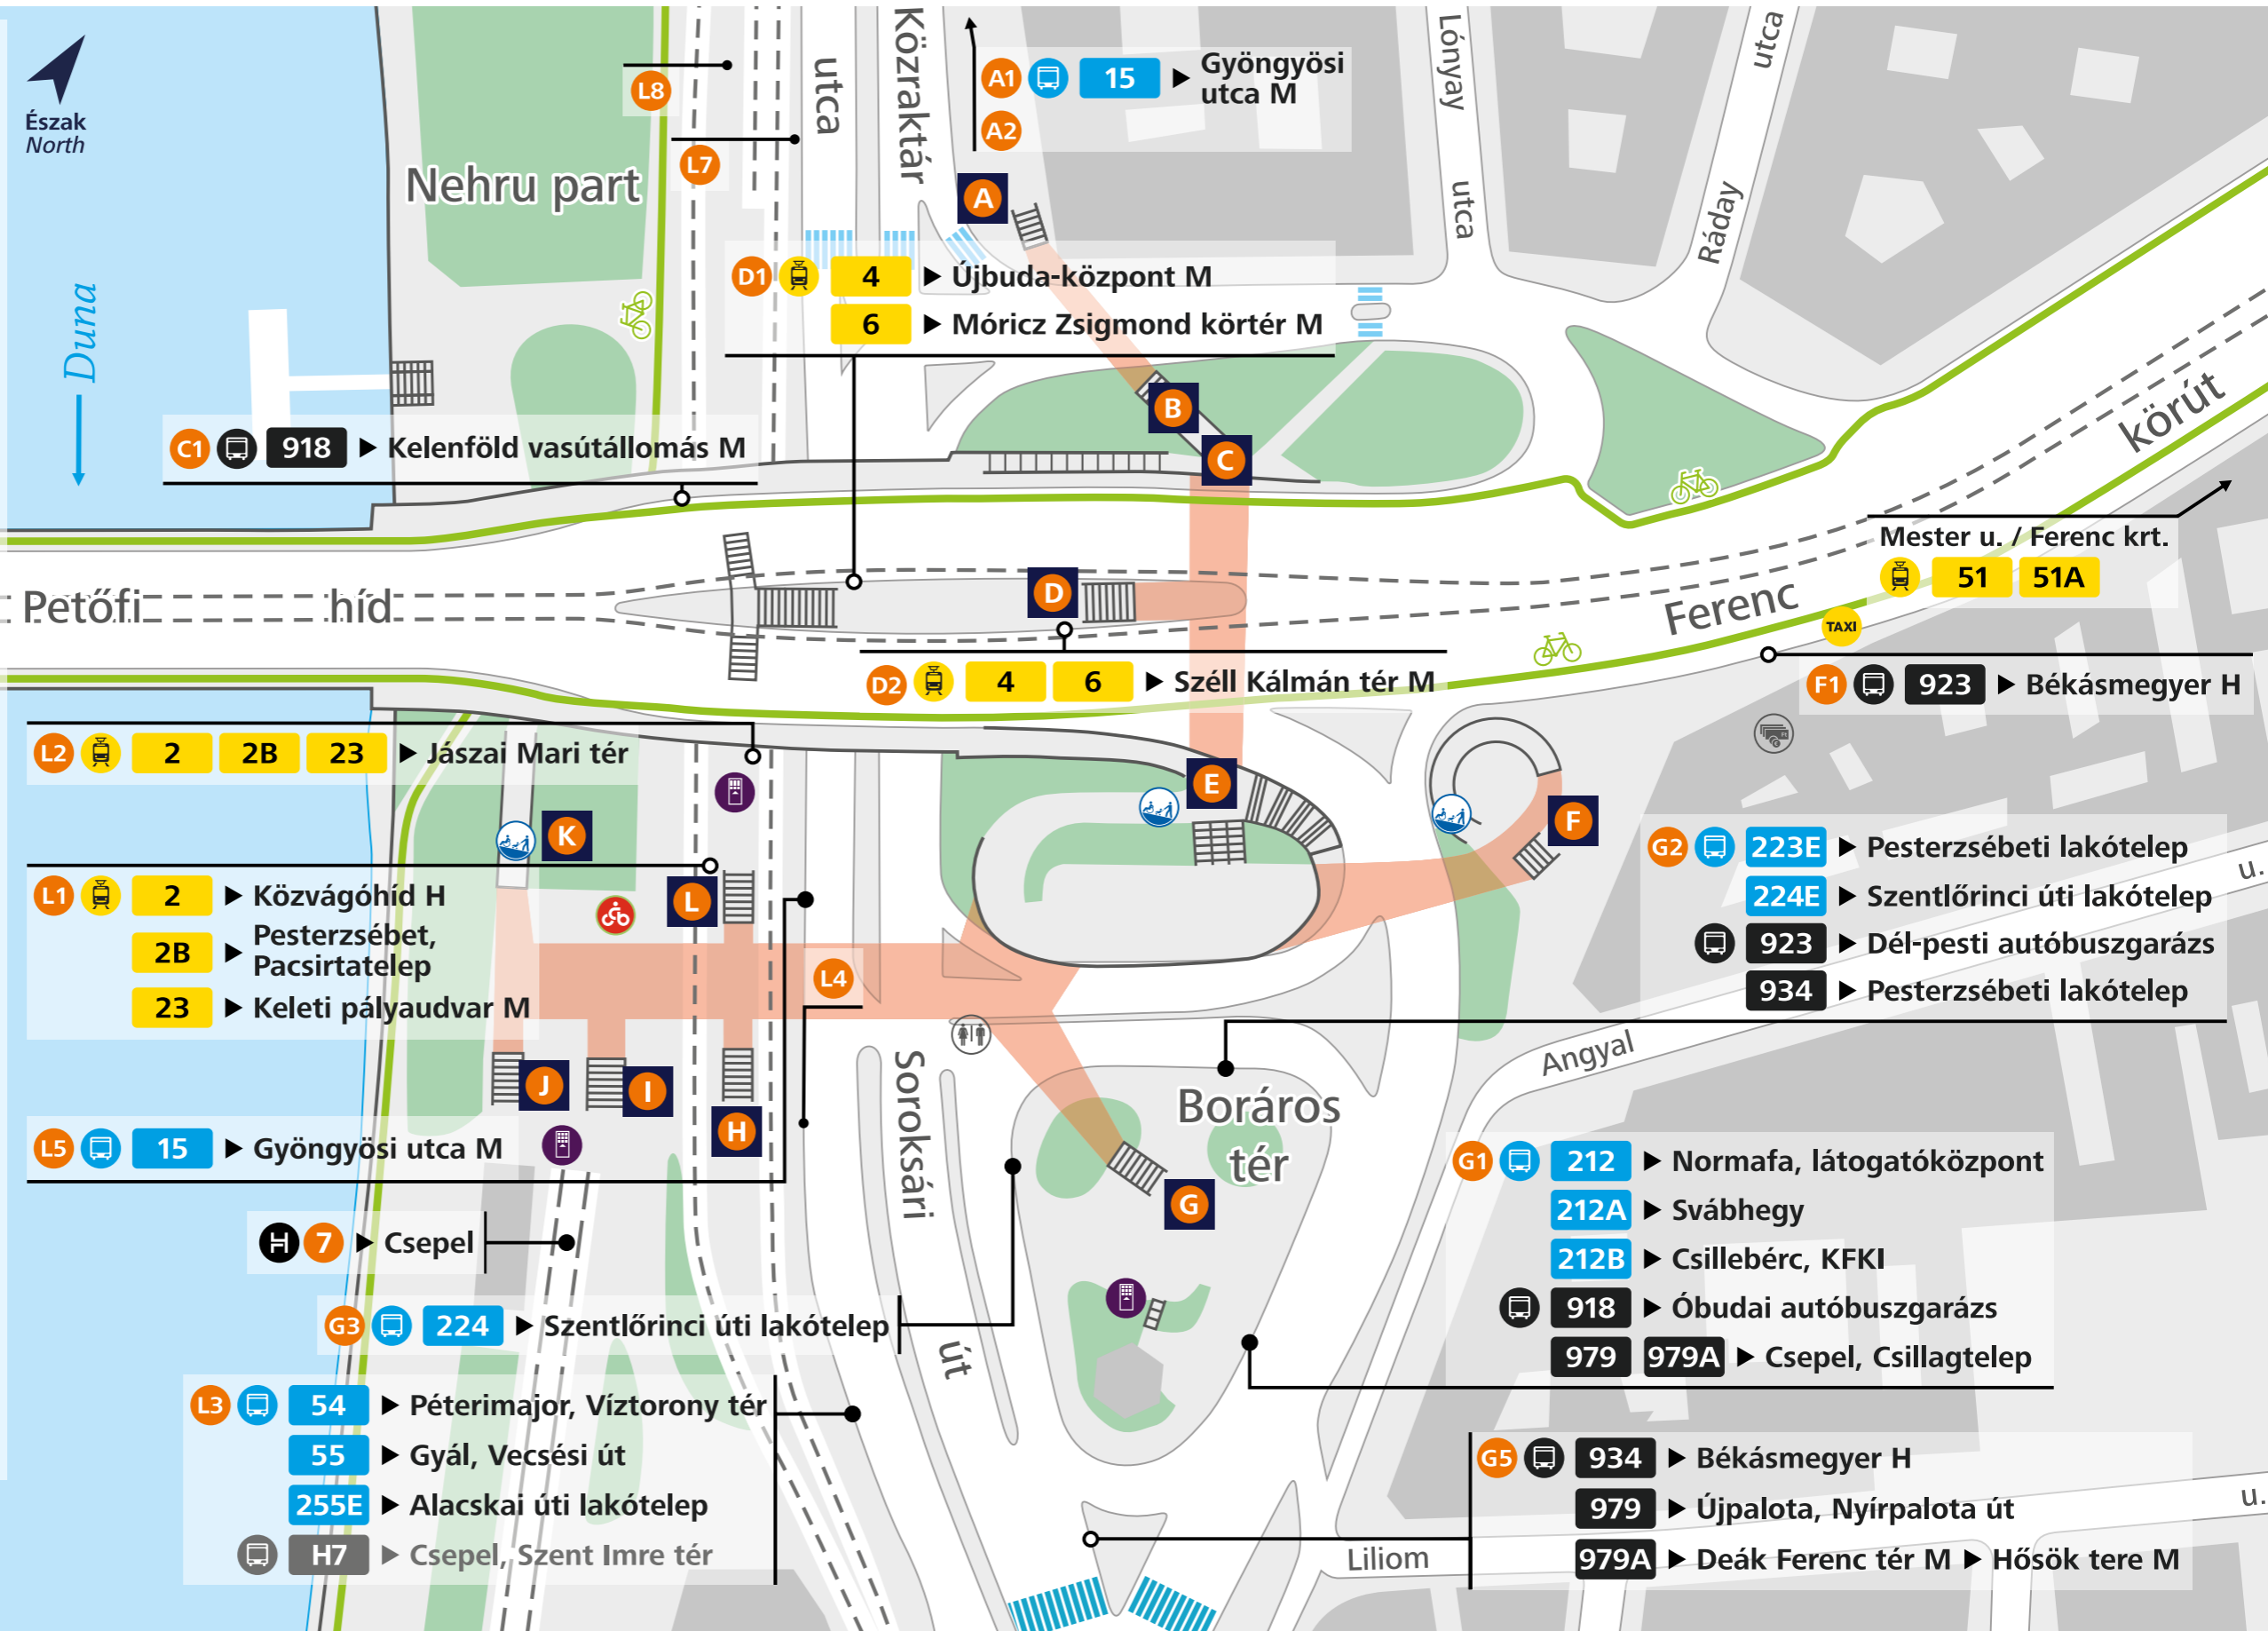 Észak
North
Duna
Nehru part
L8
L7
utca
Közraktár
A1 15 ▶ Gyöngyösi
utca M
A2
A
Lónyay
utca
Ráday
utca
D1 4 ▶ Újbuda-központ M
6 ▶ Móricz Zsigmond körtér M
B
C
C1 918 ▶ Kelenföld vasútállomás M
Ferenc
körút
Mester u. / Ferenc krt.
51 51A
TAXI
Petőfi
híd
D
D2 4 6 ▶ Széll Kálmán tér M
F1 923 ▶ Békásmegyer H
L2 2 2B 23 ▶ Jászai Mari tér
E
F
K
L1 2 ▶ Közvágóhíd H
2B ▶ Pesterzsébet,
Pacsirtatelep
23 ▶ Keleti pályaudvar M
L
L4
G2 223E ▶ Pesterzsébeti lakótelep
224E ▶ Szentlőrinci úti lakótelep
923 ▶ Dél-pesti autóbuszgarázs
934 ▶ Pesterzsébeti lakótelep
Angyal
u.
J
I
H
Soroksári
út
Boráros
tér
G
L5 15 ▶ Gyöngyösi utca M
H 7 ▶ Csepel
G3 224 ▶ Szentlőrinci úti lakótelep
G1 212 ▶ Normafa, látogatóközpont
212A ▶ Svábhegy
212B ▶ Csillebérc, KFKI
918 ▶ Óbudai autóbuszgarázs
979 979A ▶ Csepel, Csillagtelep
L3 54 ▶ Péterimajor, Víztorony tér
55 ▶ Gyál, Vecsési út
255E ▶ Alacskai úti lakótelep
H7 ▶ Csepel, Szent Imre tér
G5 934 ▶ Békásmegyer H
979 ▶ Újpalota, Nyírpalota út
979A ▶ Deák Ferenc tér M ▶ Hősök tere M
Liliom
u.